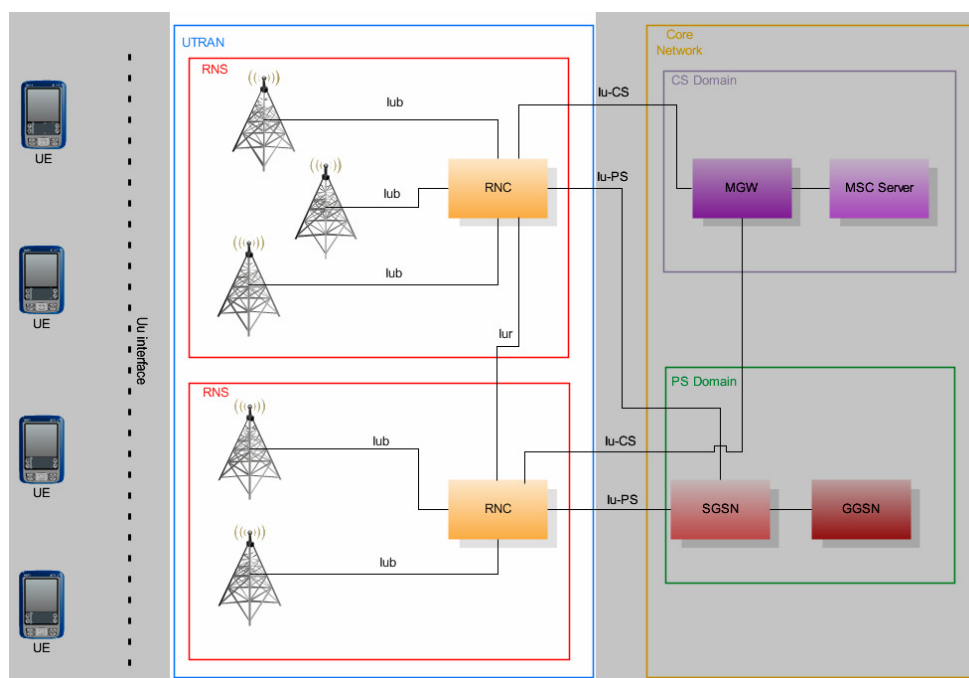 UTRAN
RNS
Iub
Iub
Iub
RNC
Iur
RNS
Iub
Iub
RNC
UE
UE
UE
UE
Uu interface
Iu-CS
Iu-PS
Iu-CS
Iu-PS
Core
Network
CS Domain
MGW
MSC Server
PS Domain
SGSN
GGSN